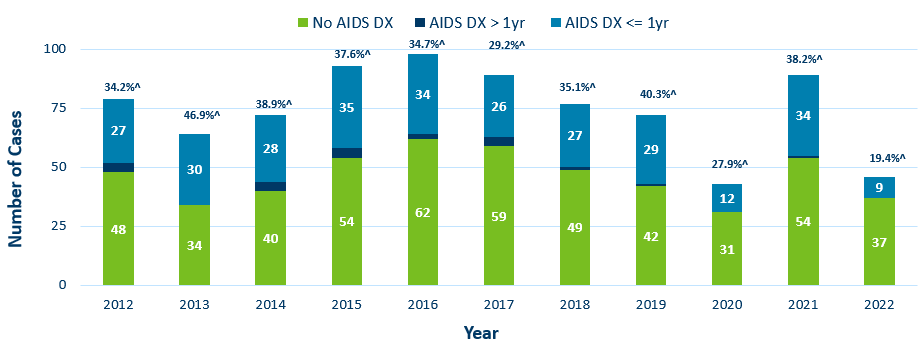 No AIDS DX AIDS DX > 1yr AIDS DX <= 1yr
Number of Cases
100
75
50
25
0
34.2%^ 46.9%^ 38.9%^ 37.6%^ 34.7%^ 29.2%^ 35.1%^ 40.3%^ 27.9%^ 38.2%^ 19.4%^
27 30 28 35 34 26 27 29 12 34 9
48 34 40 54 62 59 49 42 31 54 37
2012 2013 2014 2015 2016 2017 2018 2019 2020 2021 2022
Year